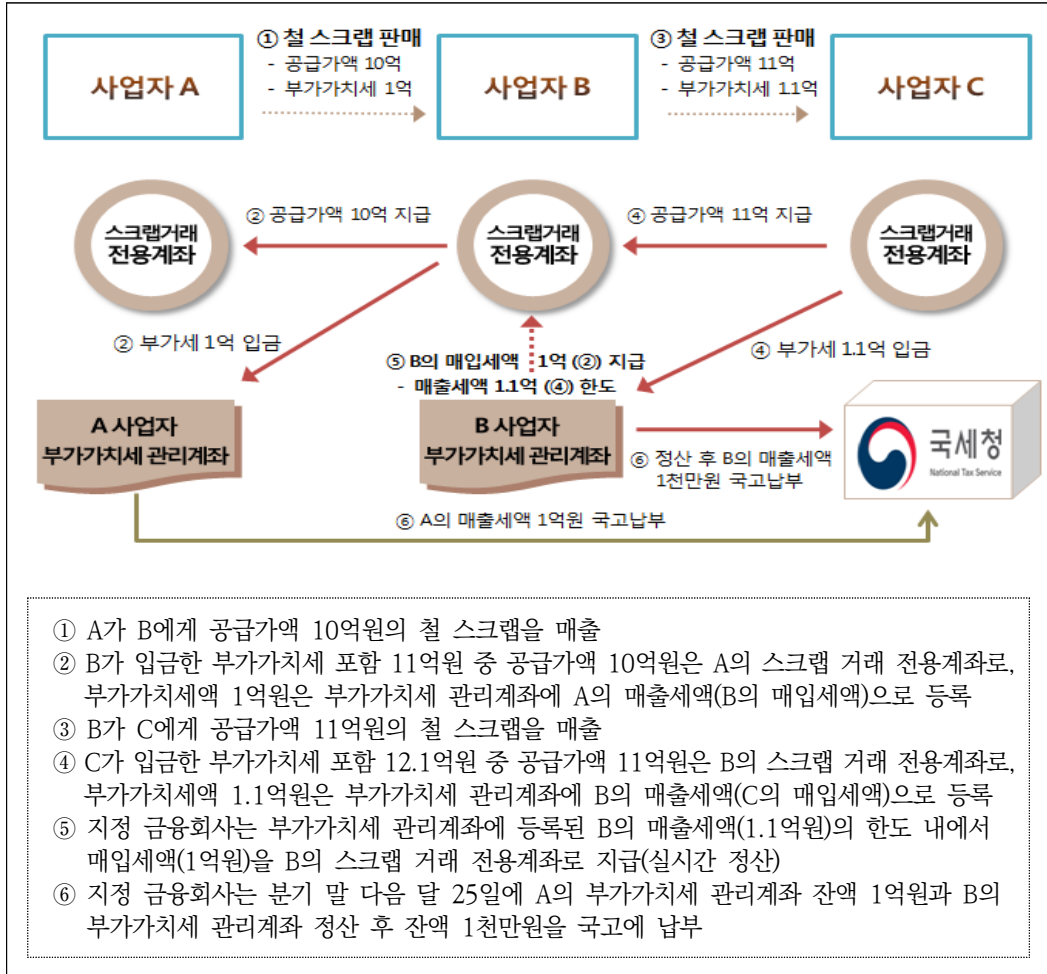 ① 철 스크랩 판매
- 공급가액 10억
- 부가가치세 1억
③ 철 스크랩 판매
- 공급가액 11억
- 부가가치세 1.1억
사업자 A
사업자 B
사업자 C
② 공급가액 10억 지급
④ 공급가액 11억 지급
스크랩거래
전용계좌
스크랩거래
전용계좌
스크랩거래
전용계좌
② 부가세 1억 입금
⑤ B의 매입세액 1억 (②) 지급
- 매출세액 1.1억 (④) 한도
④ 부가세 1.1억 입금
A 사업자
부가가치세 관리계좌
B 사업자
부가가치세 관리계좌
⑥ 정산 후 B의 매출세액
1천만원 국고납부
국세청
National Tax Service
⑥ A의 매출세액 1억원 국고납부
① A가 B에게 공급가액 10억원의 철 스크랩을 매출
② B가 입금한 부가가치세 포함 11억원 중 공급가액 10억원은 A의 스크랩 거래 전용계좌로,
부가가치세액 1억원은 부가가치세 관리계좌에 A의 매출세액(B의 매입세액)으로 등록
③ B가 C에게 공급가액 11억원의 철 스크랩을 매출
④ C가 입금한 부가가치세 포함 12.1억원 중 공급가액 11억원은 B의 스크랩 거래 전용계좌로,
부가가치세액 1.1억원은 부가가치세 관리계좌에 B의 매출세액(C의 매입세액)으로 등록
⑤ 지정 금융회사는 부가가치세 관리계좌에 등록된 B의 매출세액(1.1억원)의 한도 내에서
매입세액(1억원)을 B의 스크랩 거래 전용계좌로 지급(실시간 정산)
⑥ 지정 금융회사는 분기 말 다음 달 25일에 A의 부가가치세 관리계좌 잔액 1억원과 B의
부가가치세 관리계좌 정산 후 잔액 1천만원을 국고에 납부